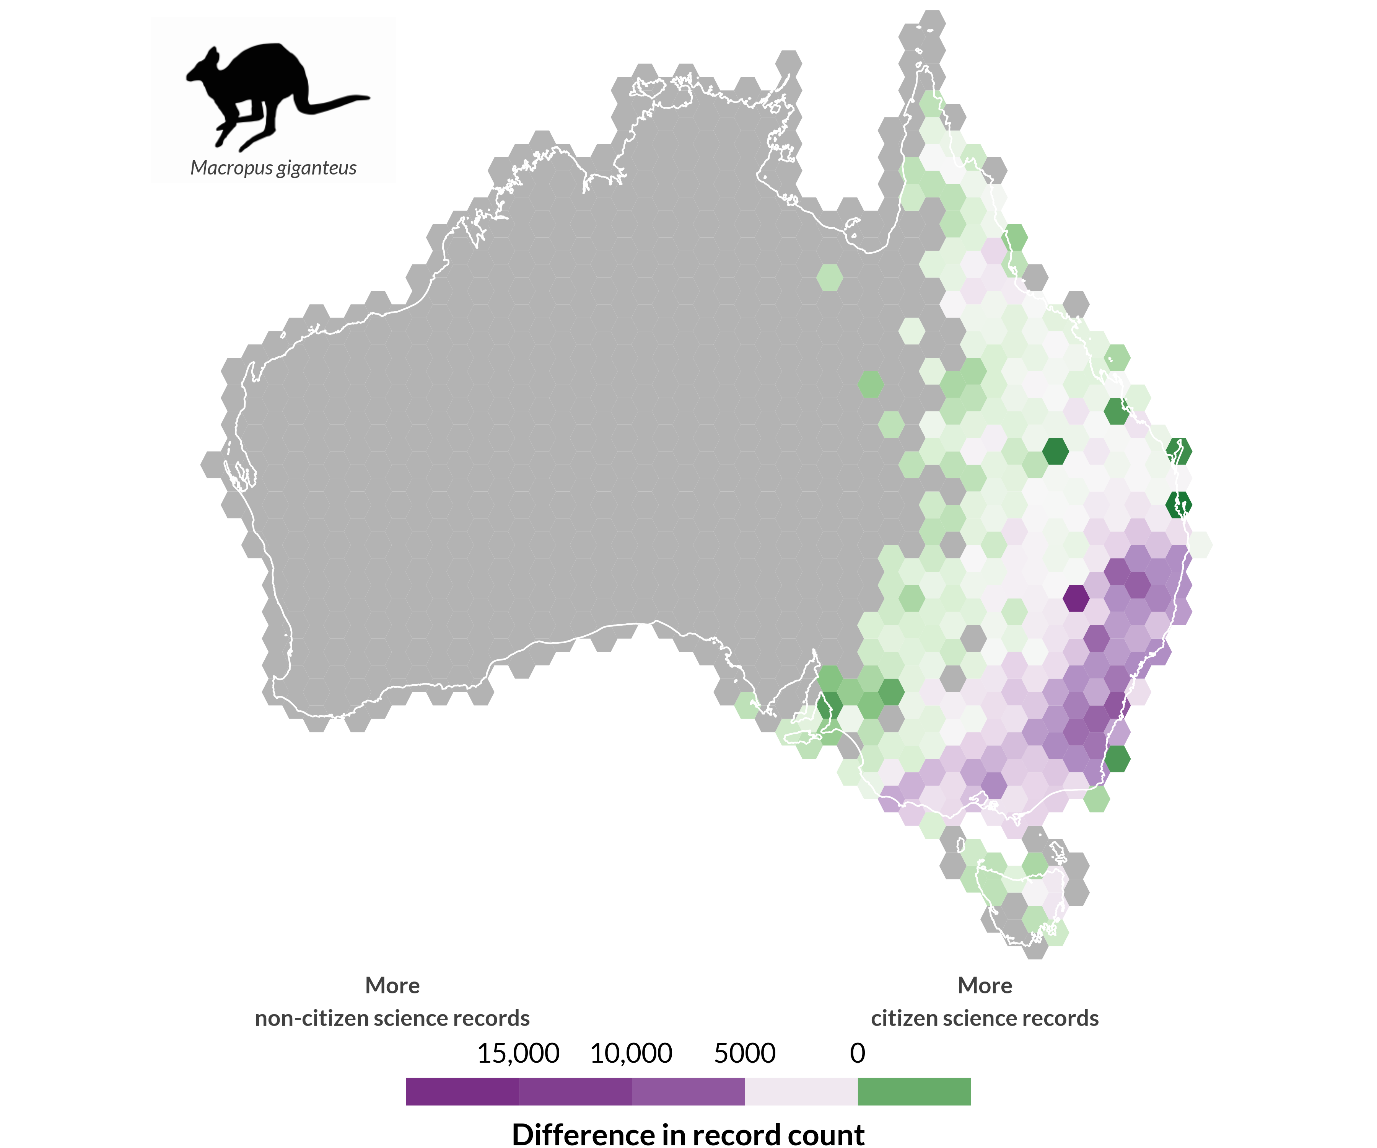 Macropus giganteus
More
non-citizen science records
More
citizen science records
15,000 10,000 5000 0
Difference in record count